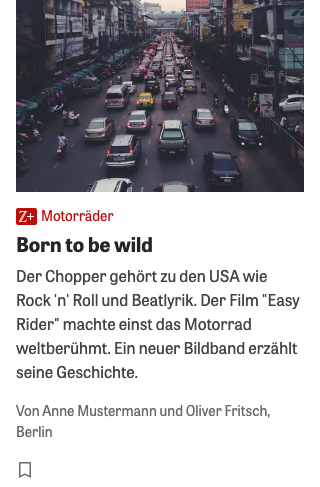 Z+ Motorräder
Born to be wild
Der Chopper gehört zu den USA wie
Rock 'n' Roll und Beatlyrik. Der Film "Easy
Rider" machte einst das Motorrad
weltberühmt. Ein neuer Bildband erzählt
seine Geschichte.
Von Anne Mustermann und Oliver Fritsch,
Berlin